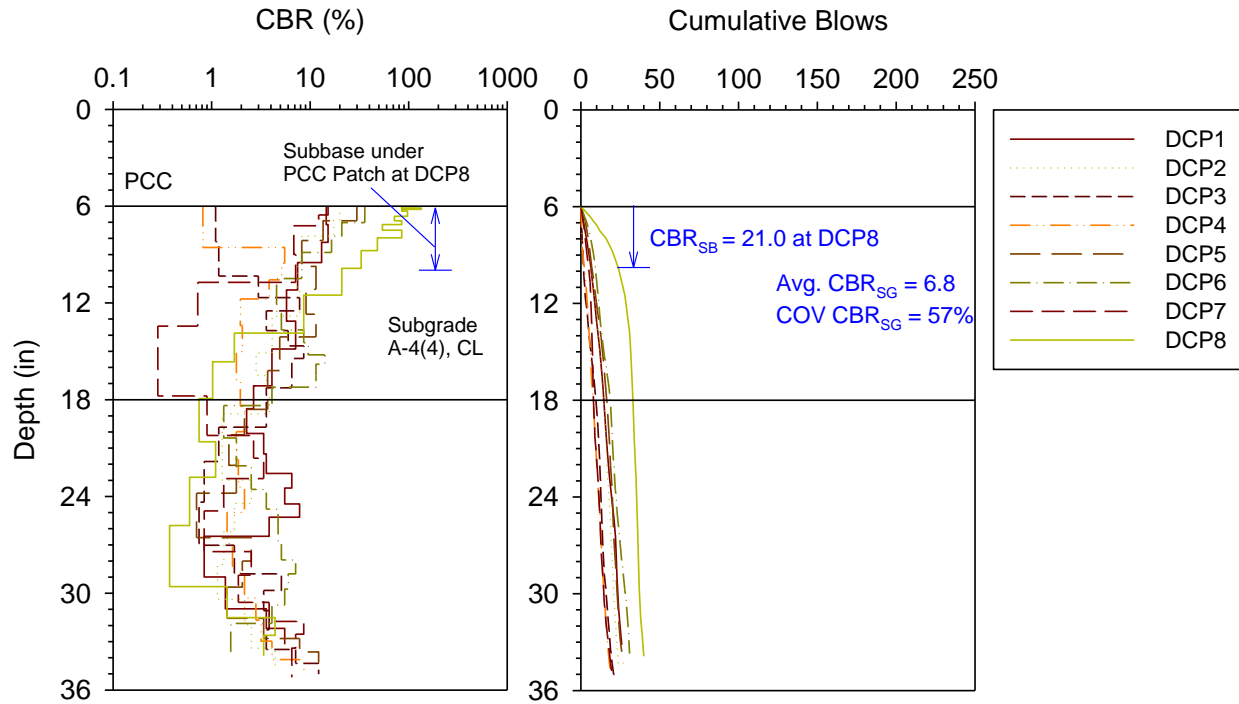 CBR (%)
0.1 1 10 100 1000
Cumulative Blows
0 50 100 150 200 250
Depth (in)
0
6
12
18
24
30
36
PCC
Subbase under
PCC Patch at DCP8
Subgrade
A-4(4), CL
0
6
12
18
24
30
36
CBRSB = 21.0 at DCP8
Avg. CBRSG = 6.8
COV CBRSG = 57%
DCP1
DCP2
DCP3
DCP4
DCP5
DCP6
DCP7
DCP8